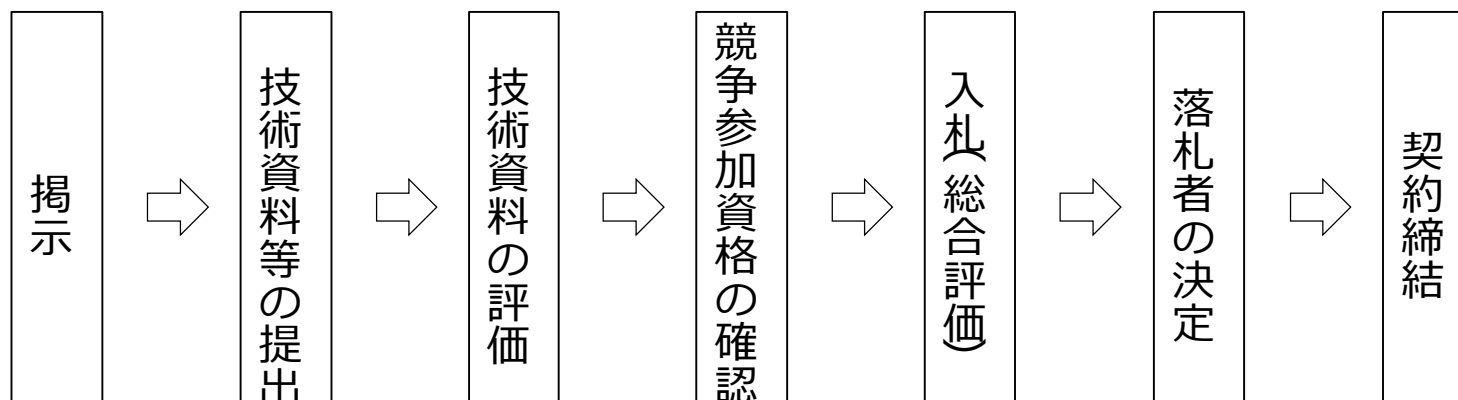 掲示
技術資料等の提出
技術資料の評価
競争参加資格の確認
入札(総合評価)
落札者の決定
契約締結